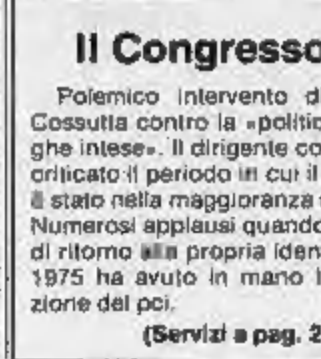 Il Congresso
Polemico intervento d
Cossutta contro la «politic
ghe intese». Il dirigente co
criticato il periodo in cui il
è stato nella maggioranza
Numerosi applausi quando
di ritorno alla propria iden
1975 ha avuto in mano l
zione del pci.
(Servizi a pag. 2